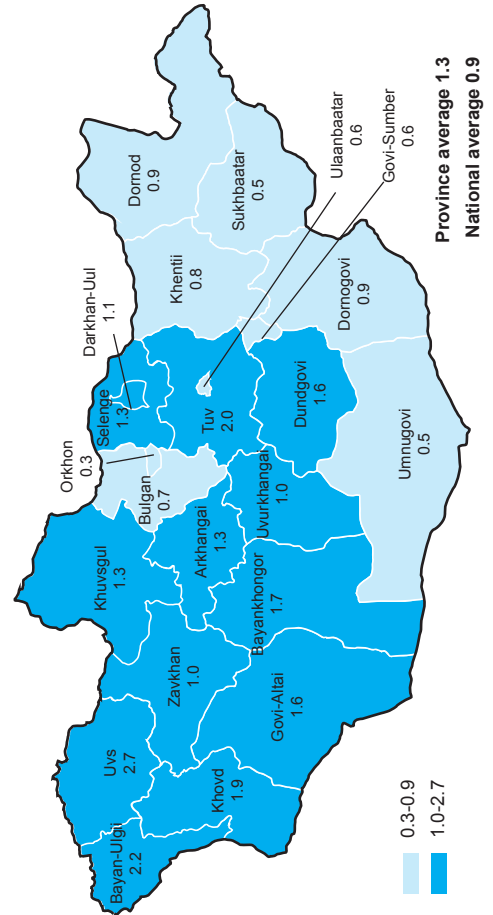 Bayan-Ulgii
2.2
Uvs
2.7
Khovd
1.9
Zavkhan
1.0
Govi-Altai
1.6
Khuvsgul
1.3
Arkhangai
1.3
Bayankhongor
1.7
Orkhon
0.3
Bulgan
0.7
Uvurkhangai
1.0
Darkhan-Uul
1.1
Selenge
1.3
Tuv
2.0
Dundgovi
1.6
Umnugovi
0.5
Khentii
0.8
Dornod
0.9
Sukhbaatar
0.5
Dornogovi
0.9
Ulaanbaatar
0.6
Govi-Sumber
0.6
Province average 1.3
National average 0.9
0.3-0.9
1.0-2.7